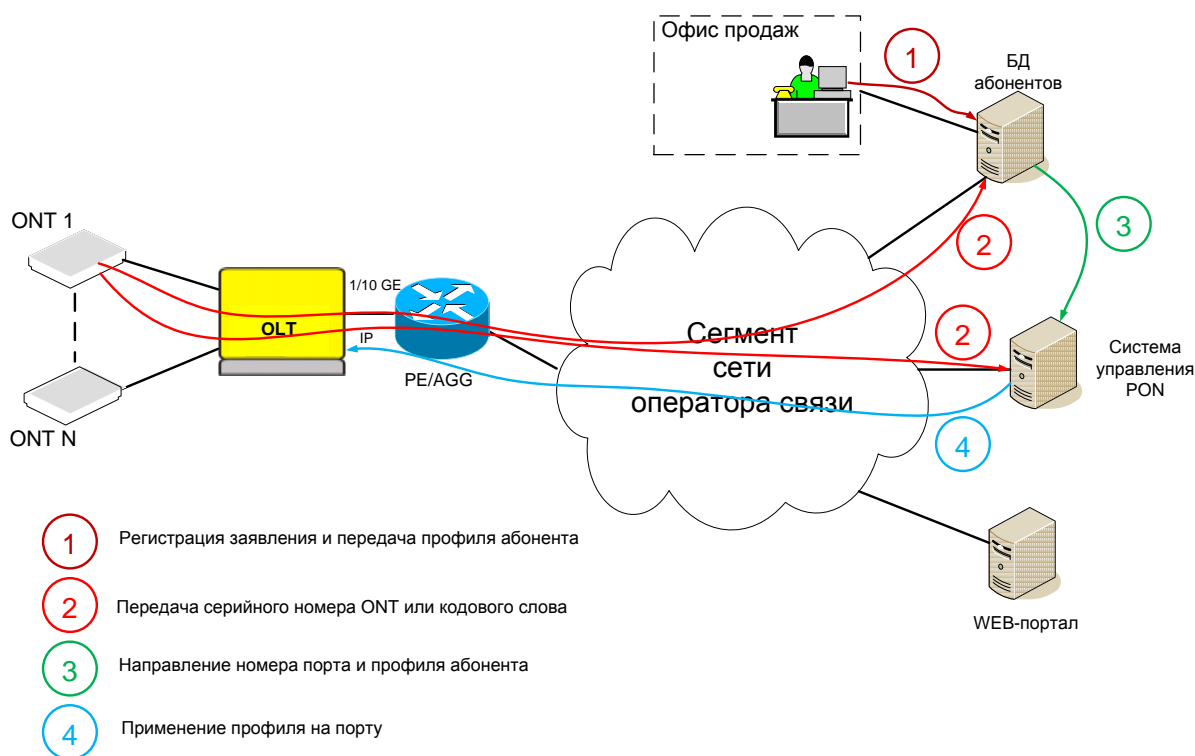 Офис продаж
1
БД
абонентов
ONT 1
2
3
1/10 GE
OLT
IP
PE/AGG
Сегмент
сети
оператора связи
2
Система
управления
PON
ONT N
4
1 Регистрация заявления и передача профиля абонента
2 Передача серийного номера ONT или кодового слова
WEB-портал
3 Направление номера порта и профиля абонента
4 Применение профиля на порту